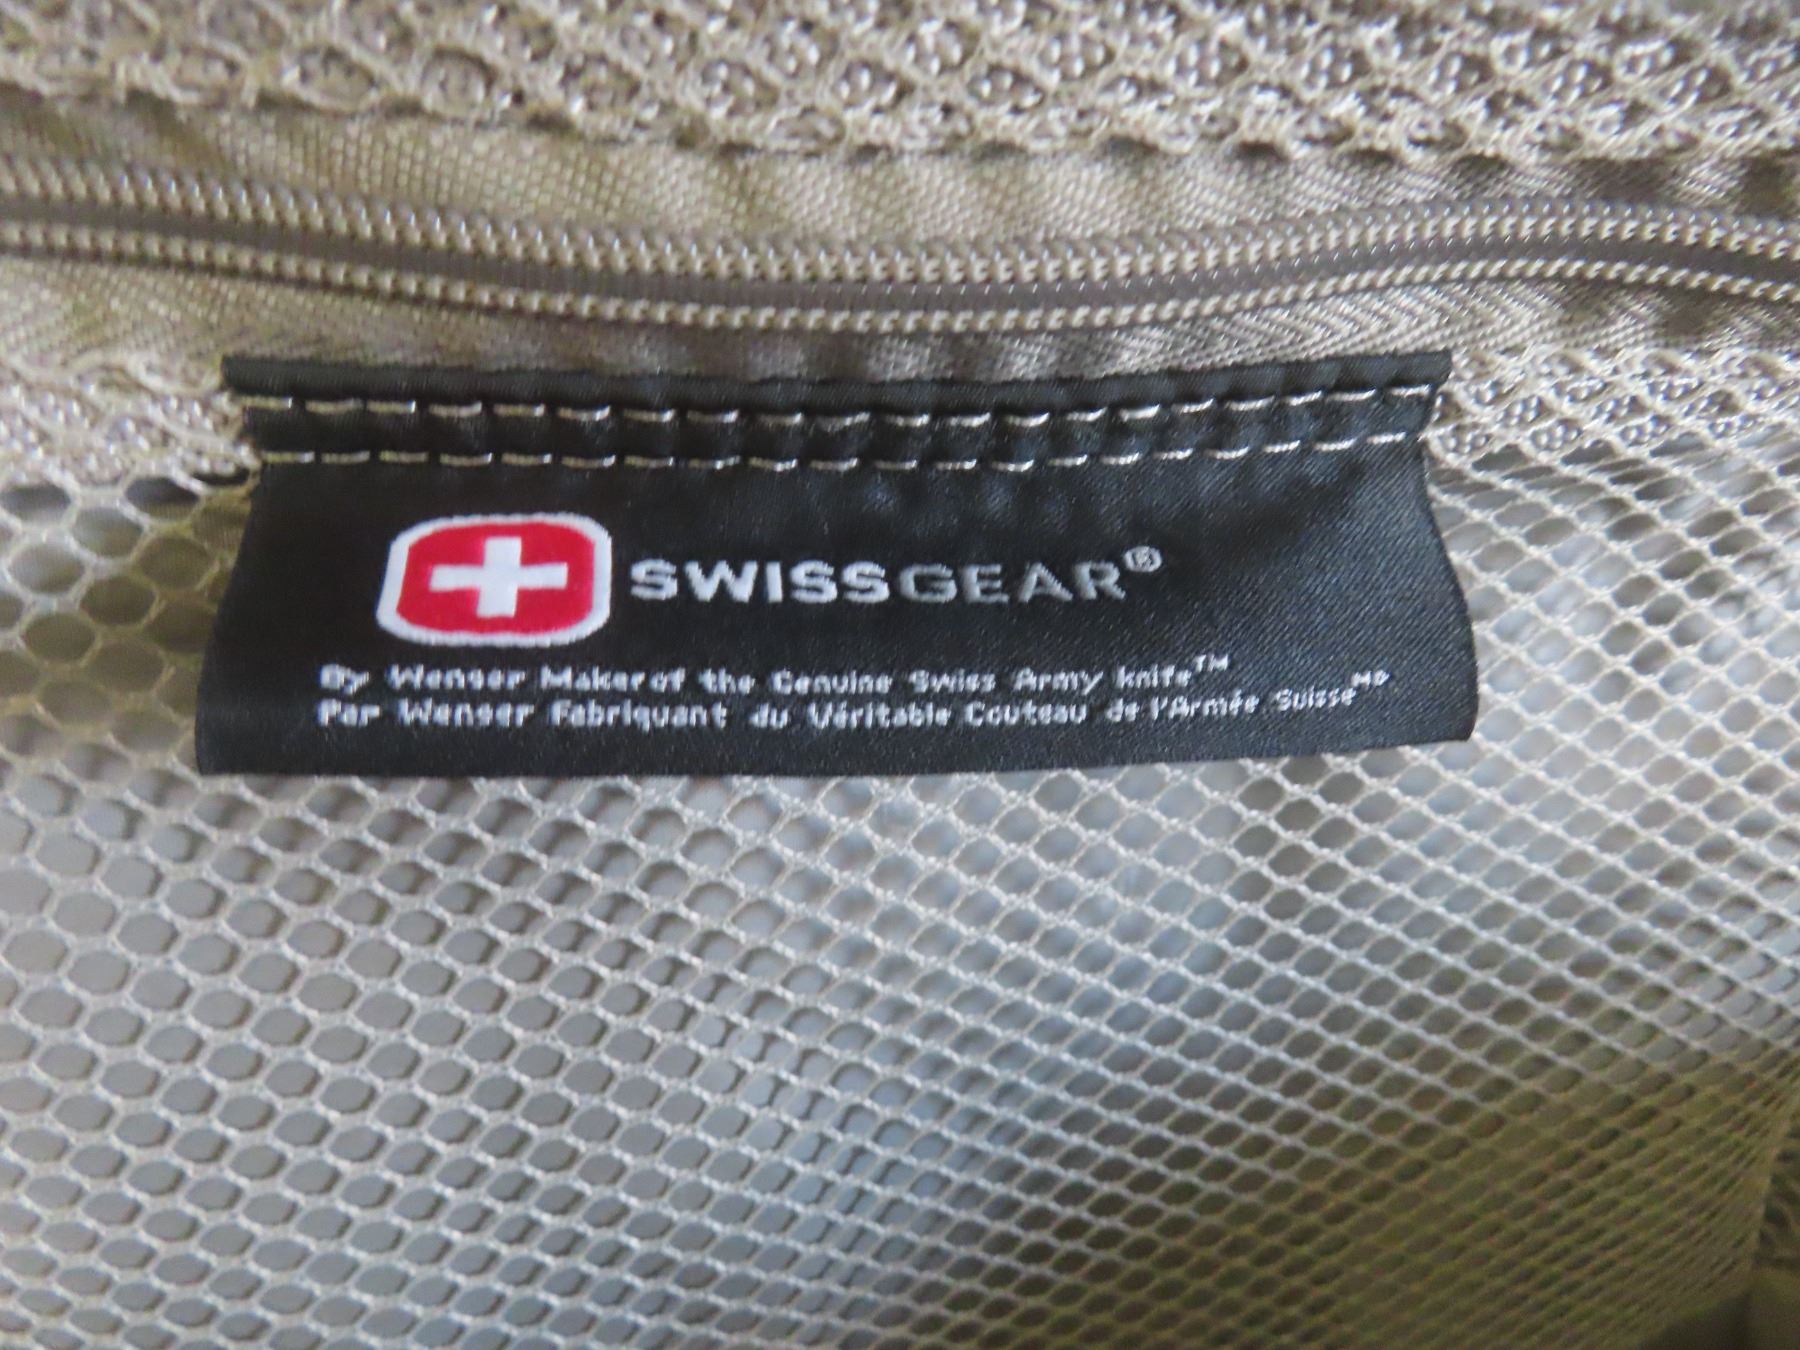 SWISSGEAR®
By Wenger Maker of the Genuine Swiss Army knife™
Par Wenger Fabriquant du Véritable Couteau de l'Armée Suisse MD